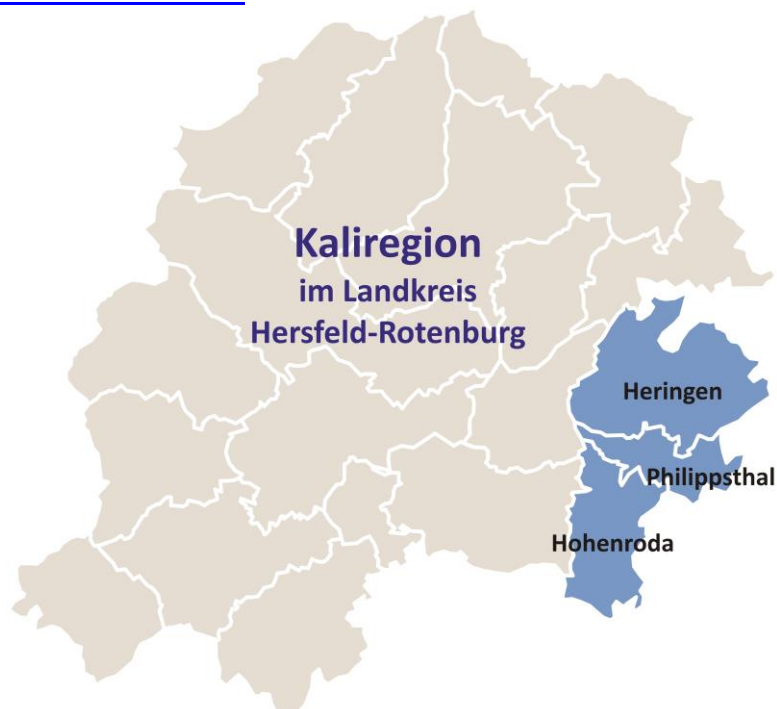 Kaliregion
im Landkreis
Hersfeld-Rotenburg
Heringen
Philippsthal
Hohenroda